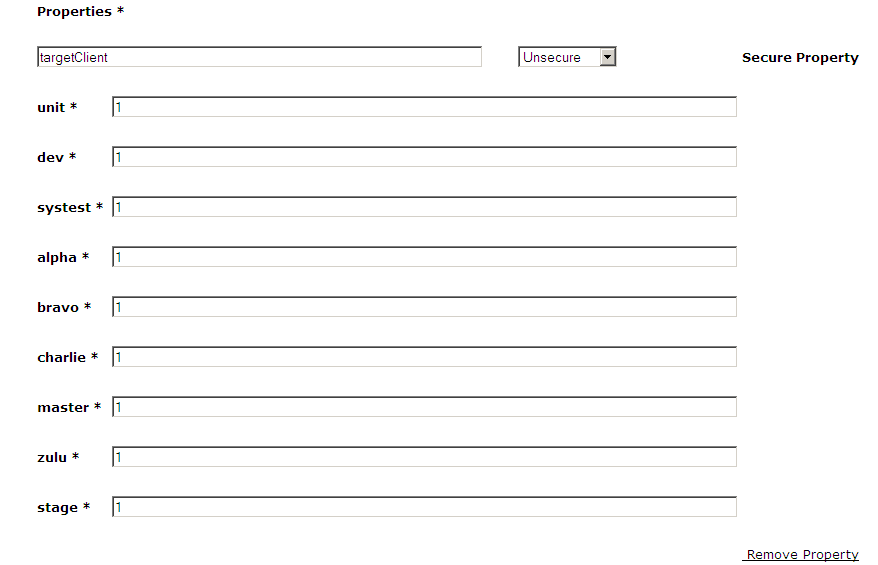 Properties *
targetClient Unsecure Secure Property
unit * 1
dev * 1
systest * 1
alpha * 1
bravo * 1
charlie * 1
master * 1
zulu * 1
stage * 1
Remove Property